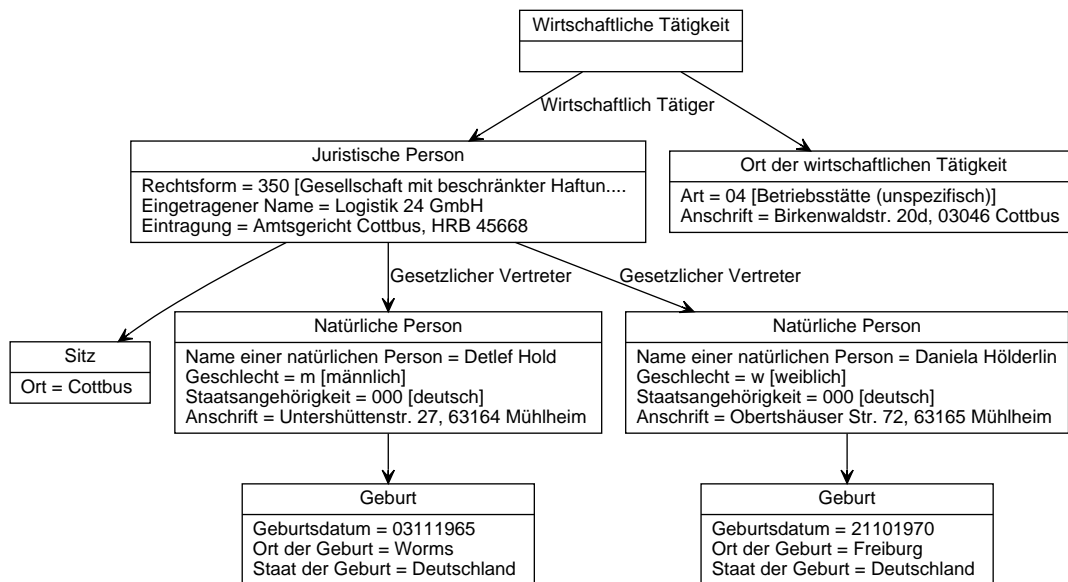 Wirtschaftliche Tätigkeit
Wirtschaftlich Tätiger
Juristische Person
Rechtsform = 350 [Gesellschaft mit beschränkter Haftun....
Eingetragener Name = Logistik 24 GmbH
Eintragung = Amtsgericht Cottbus, HRB 45668
Ort der wirtschaftlichen Tätigkeit
Art = 04 [Betriebsstätte (unspezifisch)]
Anschrift = Birkenwaldstr. 20d, 03046 Cottbus
Gesetzlicher Vertreter
Gesetzlicher Vertreter
Sitz
Ort = Cottbus
Natürliche Person
Name einer natürlichen Person = Detlef Hold
Geschlecht = m [männlich]
Staatsangehörigkeit = 000 [deutsch]
Anschrift = Untershüttenstr. 27, 63164 Mühlheim
Natürliche Person
Name einer natürlichen Person = Daniela Hölderlin
Geschlecht = w [weiblich]
Staatsangehörigkeit = 000 [deutsch]
Anschrift = Obertshäuser Str. 72, 63165 Mühlheim
Geburt
Geburtsdatum = 03111965
Ort der Geburt = Worms
Staat der Geburt = Deutschland
Geburt
Geburtsdatum = 21101970
Ort der Geburt = Freiburg
Staat der Geburt = Deutschland